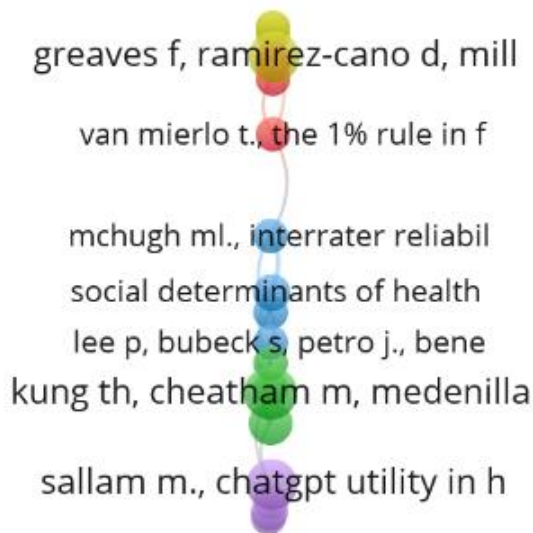 greaves f, ramirez-cano d, mill
van mierlo t., the 1% rule in f
mchugh ml., interrater reliabil
social determinants of health
lee p, bubeck s, petro j., bene
kung th, cheatham m, medenilla
sallam m., chatgpt utility in h